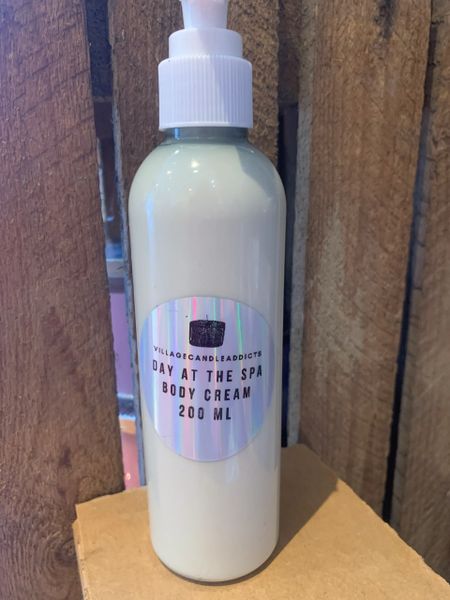 VILLAGECANDLEADDICTS
DAY AT THE SPA
BODY CREAM
200 ML